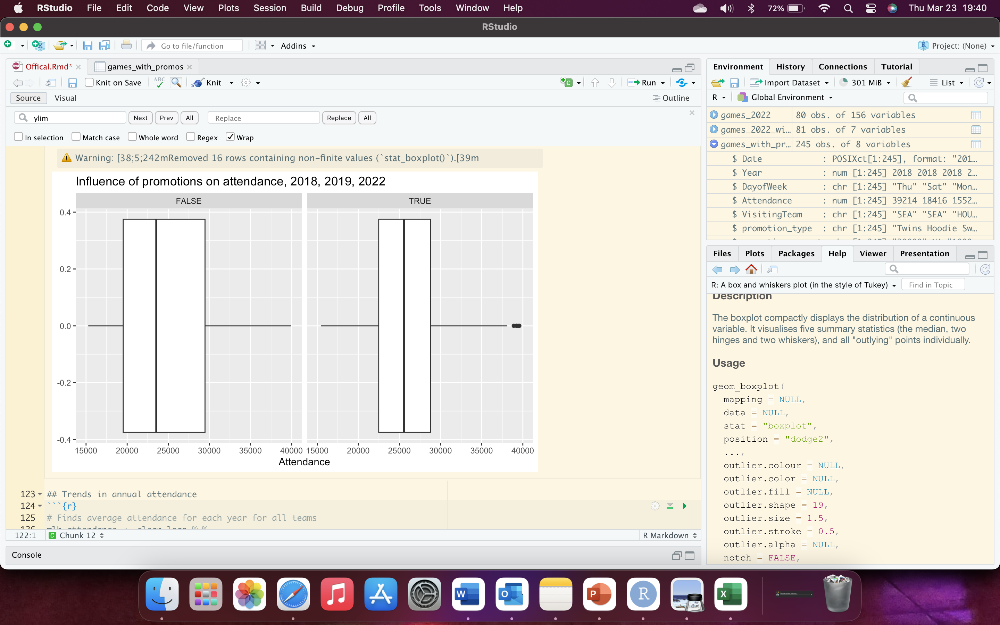 RStudio File Edit Code View Plots Session Build Debug Profile Tools Window Help 72% Thu Mar 23 19:40
RStudio
Go to file/function Addins Project: (None)
Offical.Rmd* games_with_promos
Knit on Save ABC Knit Run
Source Visual Outline
ylim Next Prev All Replace Replace All
In selection Match case Whole word Regex Wrap
Warning: [38;5;242mRemoved 16 rows containing non-finite values (`stat_boxplot()`).[39m
Influence of promotions on attendance, 2018, 2019, 2022
FALSE TRUE
0.4
0.2
0.0
-0.2
-0.4
15000 20000 25000 30000 35000 40000 15000 20000 25000 30000 35000 40000
Attendance
123 ## Trends in annual attendance
124 ```{r}
125 # Finds average attendance for each year for all teams
122:1 C Chunk 12 R Markdown
Console
Environment History Connections Tutorial
Import Dataset 301 MiB List
R Global Environment
games_2022 80 obs. of 156 variables
games_2022_wi… 81 obs. of 7 variables
games_with_pr… 245 obs. of 8 variables
$ Date : POSIXct[1:245], format: "201…
$ Year : num [1:245] 2018 2018 2018 2…
$ DayofWeek : chr [1:245] "Thu" "Sat" "Mon…
$ Attendance : num [1:245] 39214 18416 1552…
$ VisitingTeam : chr [1:245] "SEA" "SEA" "HOU…
$ promotion_type : chr [1:245] "Twins Hoodie Sw…
Files Plots Packages Help Viewer Presentation
R: A box and whiskers plot (in the style of Tukey) Find in Topic
Description
The boxplot compactly displays the distribution of a continuous
variable. It visualises five summary statistics (the median, two
hinges and two whiskers), and all "outlying" points individually.
Usage
geom_boxplot(
mapping = NULL,
data = NULL,
stat = "boxplot",
position = "dodge2",
...,
outlier.colour = NULL,
outlier.color = NULL,
outlier.fill = NULL,
outlier.shape = 19,
outlier.size = 1.5,
outlier.stroke = 0.5,
outlier.alpha = NULL,
notch = FALSE,
W O P R X